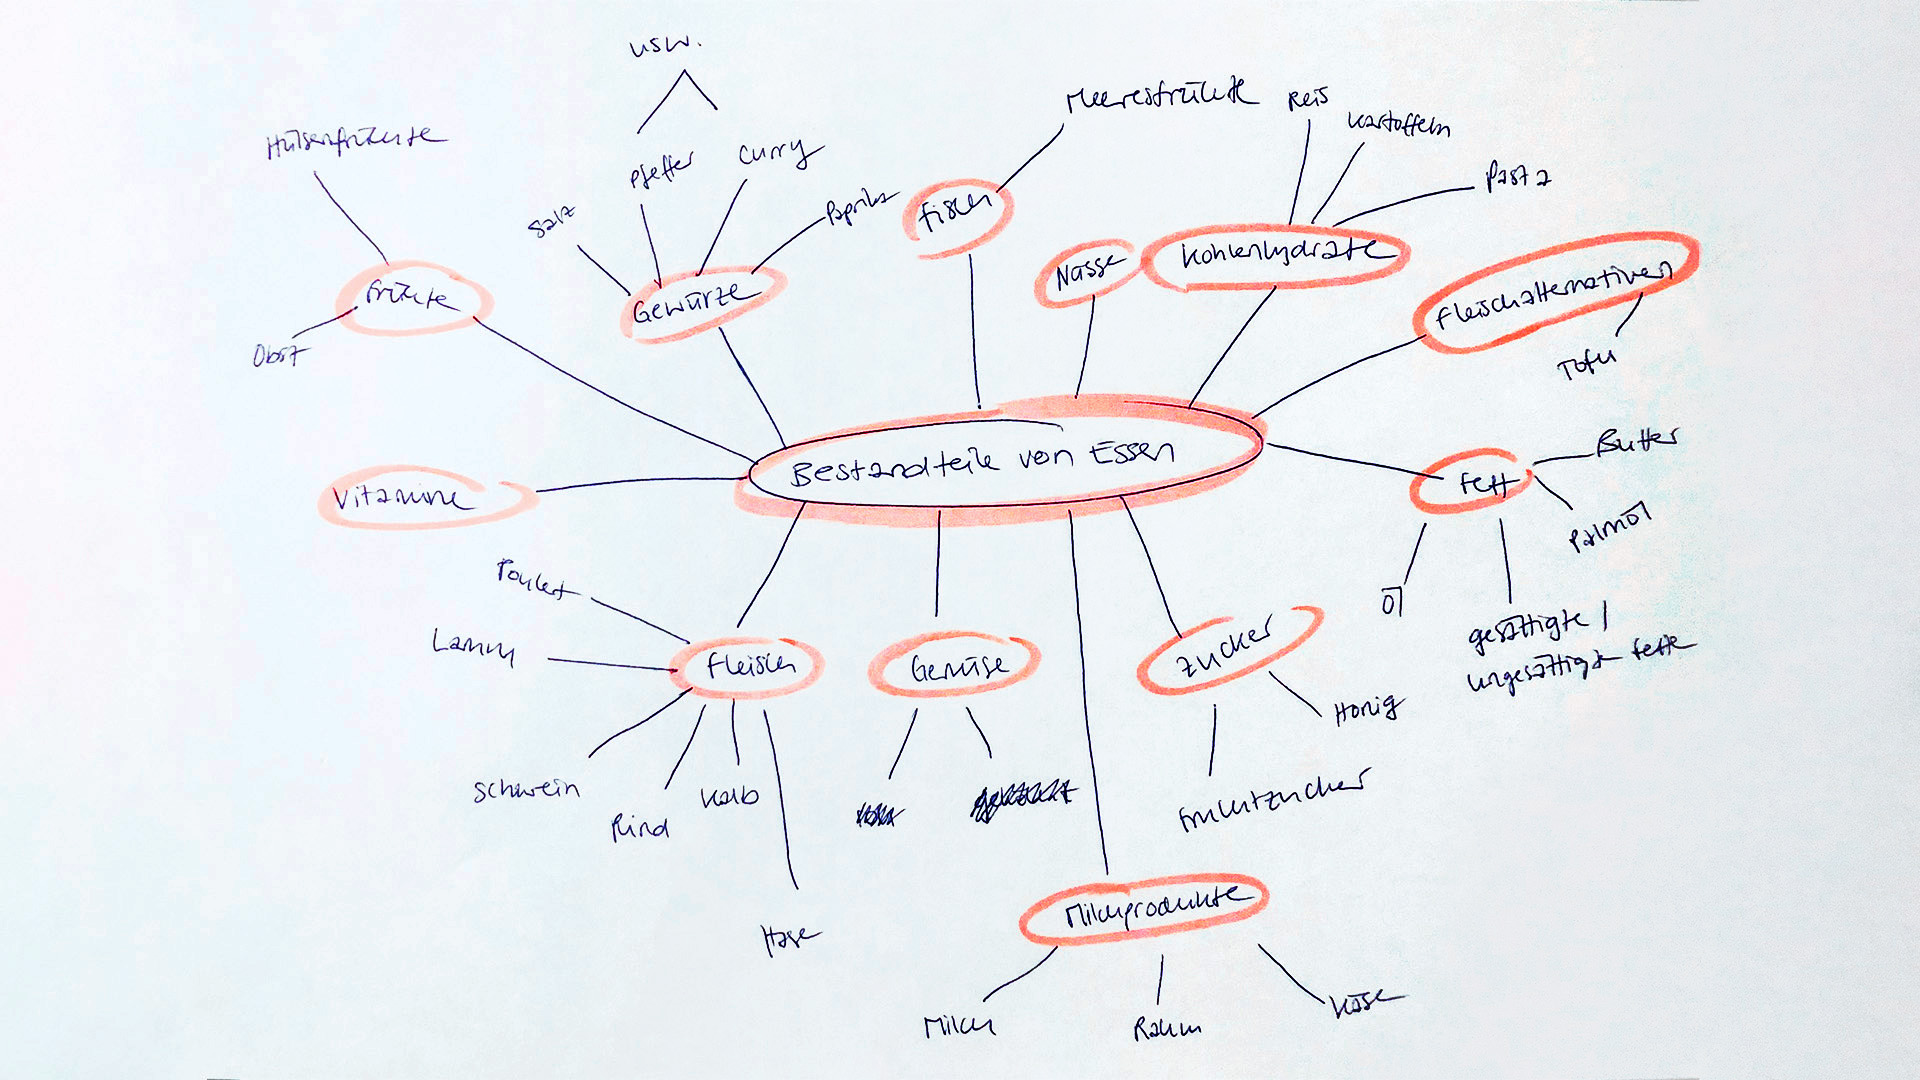 usw.
Hülsenfrüchte
Pfeffer
Curry
Salz
Paprika
Meeresfrüchte
Reis
Kartoffeln
Pasta
Fisch
Früchte
Obst
Gewürze
Nüsse
Kohlenhydrate
Fleischalternativen
Tofu
Bestandteile von Essen
Vitamine
Fett
Butter
Palmöl
Öl
gesättigte /
ungesättigte Fette
Poulet
Lamm
Fleisch
Gemüse
Zucker
Honig
Schwein
Rind
Kalb
Hase
Fruchtzucker
Milchprodukte
Milch
Rahm
Käse